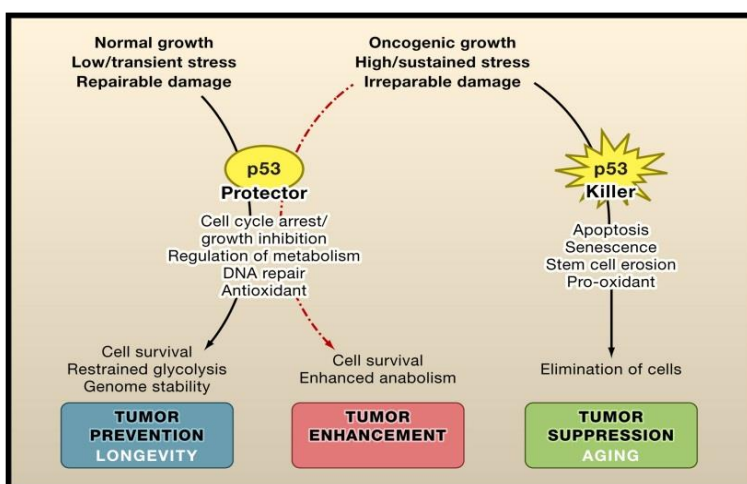 Normal growth
Low/transient stress
Repairable damage
Oncogenic growth
High/sustained stress
Irreparable damage
p53
Protector
Cell cycle arrest/
growth inhibition
Regulation of metabolism
DNA repair
Antioxidant
p53
Killer
Apoptosis
Senescence
Stem cell erosion
Pro-oxidant
Cell survival
Restrained glycolysis
Genome stability
Cell survival
Enhanced anabolism
Elimination of cells
TUMOR
PREVENTION
LONGEVITY
TUMOR
ENHANCEMENT
TUMOR
SUPPRESSION
AGING